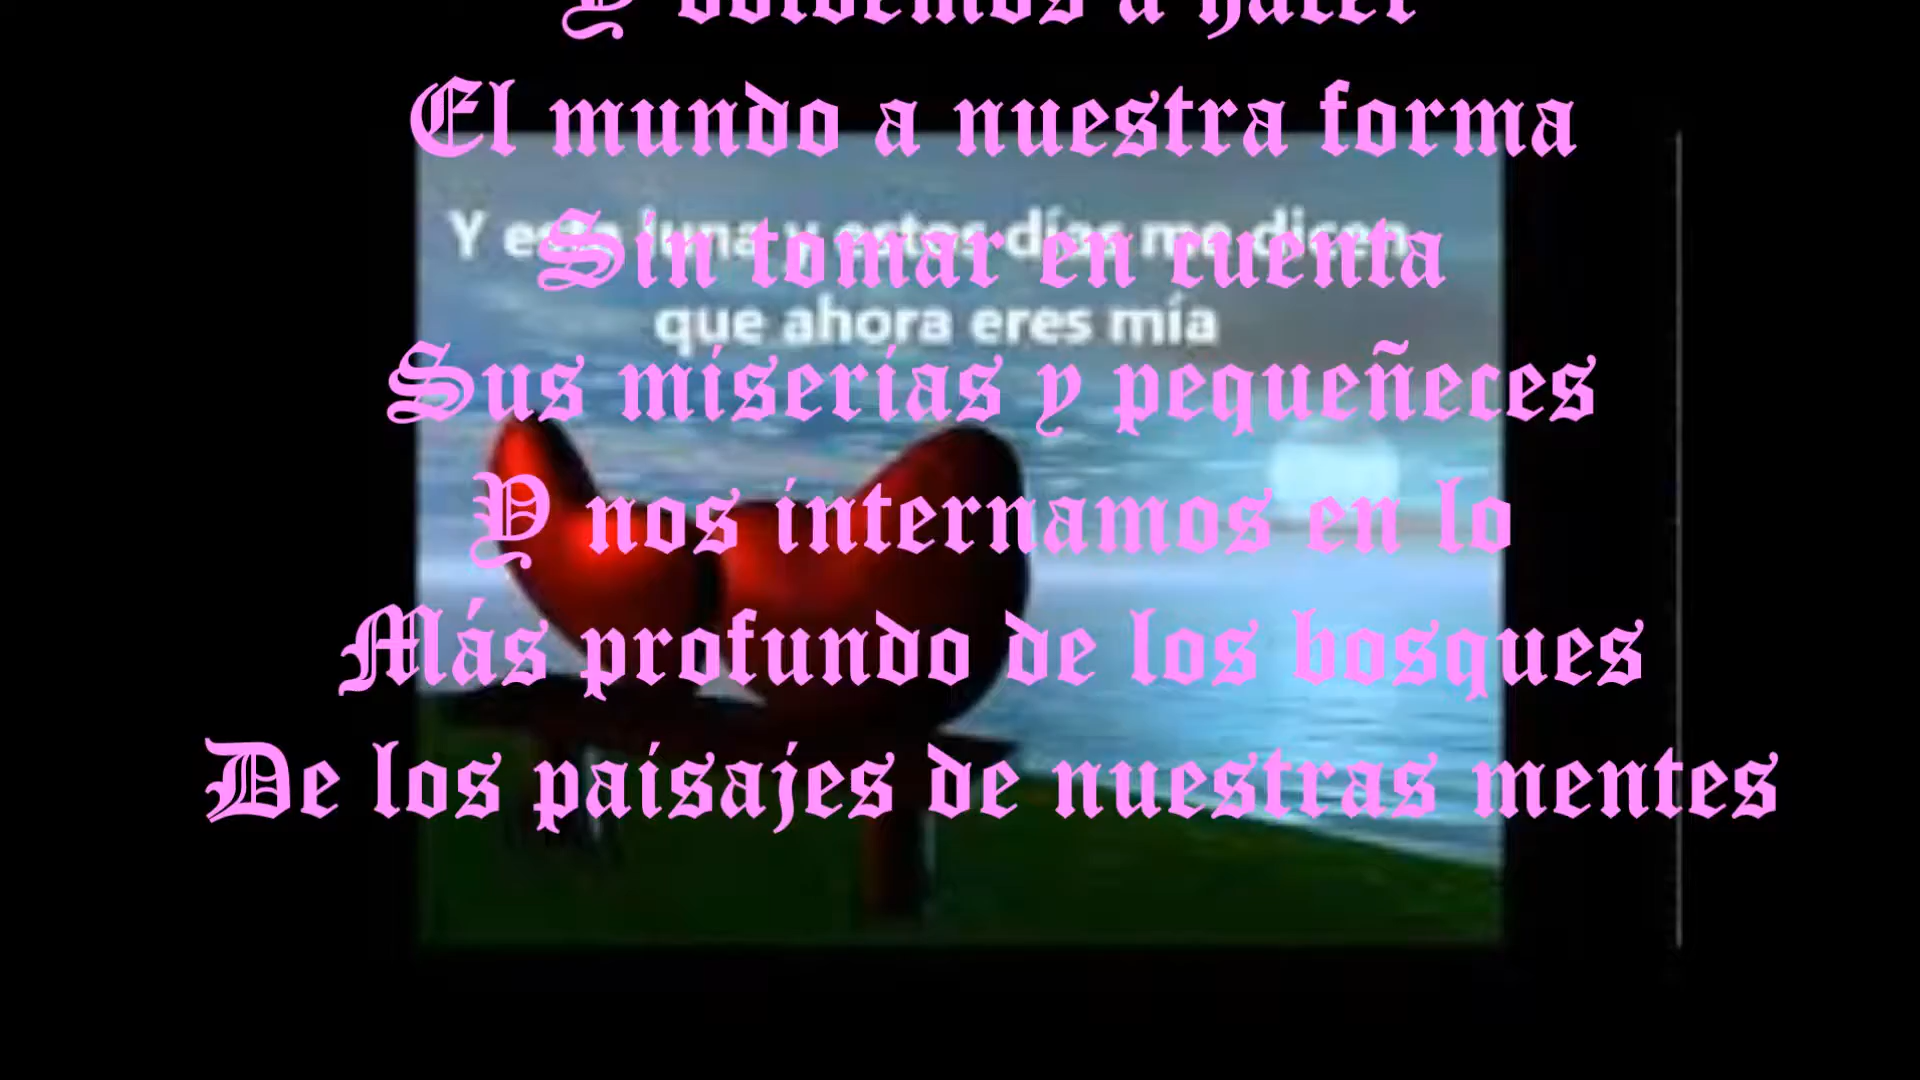 Y volvemos a hacer
El mundo a nuestra forma
Y esta luna y estos días me dicen
Sin tomar en cuenta
que ahora eres mía
Sus miserias y pequeñeces
Y nos internamos en lo
Más profundo de los bosques
De los paisajes de nuestras mentes